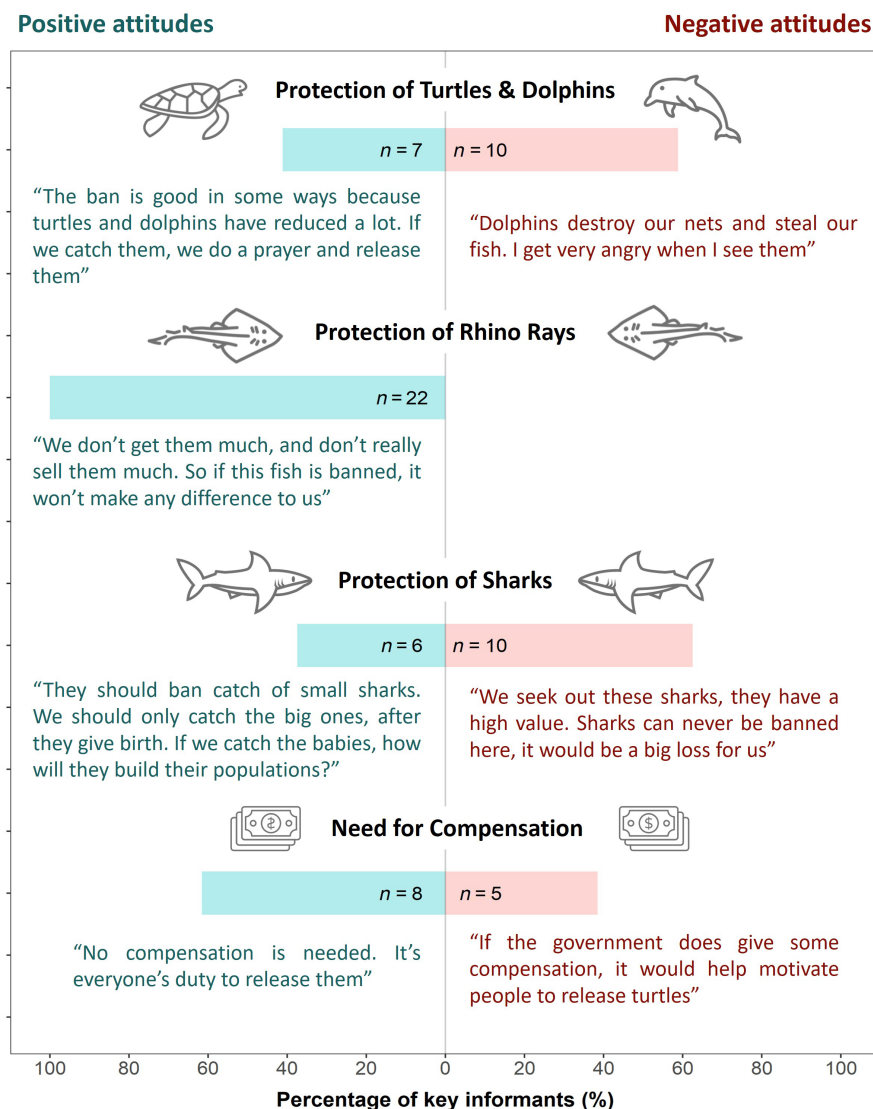 Positive attitudes
Negative attitudes
Protection of Turtles & Dolphins
n = 7
n = 10
“The ban is good in some ways because
turtles and dolphins have reduced a lot. If
we catch them, we do a prayer and release
them”
“Dolphins destroy our nets and steal our
fish. I get very angry when I see them”
Protection of Rhino Rays
n = 22
“We don’t get them much, and don’t really
sell them much. So if this fish is banned, it
won’t make any difference to us”
Protection of Sharks
n = 6
n = 10
“They should ban catch of small sharks.
We should only catch the big ones, after
they give birth. If we catch the babies, how
will they build their populations?”
“We seek out these sharks, they have a
high value. Sharks can never be banned
here, it would be a big loss for us”
Need for Compensation
$
n = 8
n = 5
“No compensation is needed. It’s
everyone’s duty to release them”
“If the government does give some
compensation, it would help motivate
people to release turtles”
100 80 60 40 20 0 20 40 60 80 100
Percentage of key informants (%)